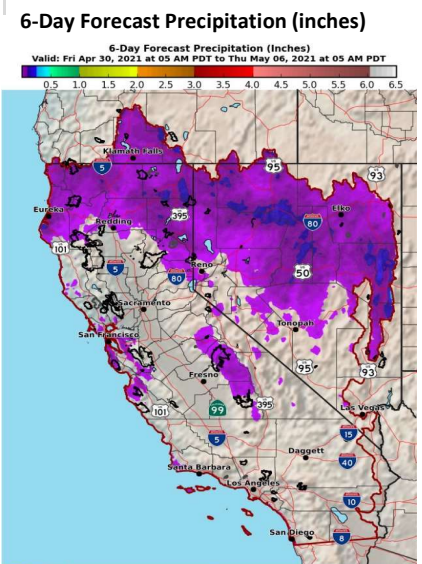 6-Day Forecast Precipitation (inches)
6-Day Forecast Precipitation (Inches)
Valid: Fri Apr 30, 2021 at 05 AM PDT to Thu May 06, 2021 at 05 AM PDT
0.5 1.0 1.5 2.0 2.5 3.0 3.5 4.0 4.5 5.0 5.5 6.0 6.5
Klamath Falls
5
95
93
Eureka
Redding
395
Elko
80
101
5
Reno
80
50
Sacramento
San Francisco
Tonopah
95
93
Fresno
101
99
395
Las Vegas
5
15
Daggett
40
Santa Barbara
Los Angeles
10
San Diego
8